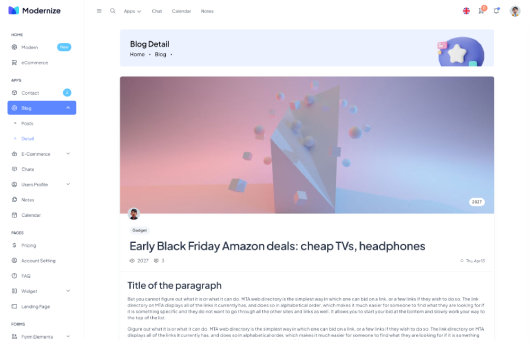 Modernize
Apps
Chat
Calendar
Notes
HOME
Modern
eCommerce
APPS
Contact
Blog
Posts
Detail
E-Commerce
Chats
Users Profile
Notes
Calendar
PAGES
Pricing
Account Setting
FAQ
Widget
Landing Page
FORMS
Form Elements
Blog Detail
Home • Blog •
2027
Gadget
Early Black Friday Amazon deals: cheap TVs, headphones
2027 3
Thu, Apr 13
Title of the paragraph
But you cannot figure out what it is or what it can do. MTA web directory is the simplest way in which one can bid on a link, or a few links if they wish to do so. The link
directory on MTA displays all of the links it currently has, and does so in alphabetical order, which makes it much easier for someone to find what they are looking for if
it is something specific and they do not want to go through all the other sites and links as well. It allows you to start your bid at the bottom and slowly work your way to
the top of the list.
Figure out what it is or what it can do. MTA web directory is the simplest way in which one can bid on a link, or a few links if they wish to do so. The link directory on MTA
displays all of the links it currently has, and does so in alphabetical order, which makes it much easier for someone to find what they are looking for if it is something